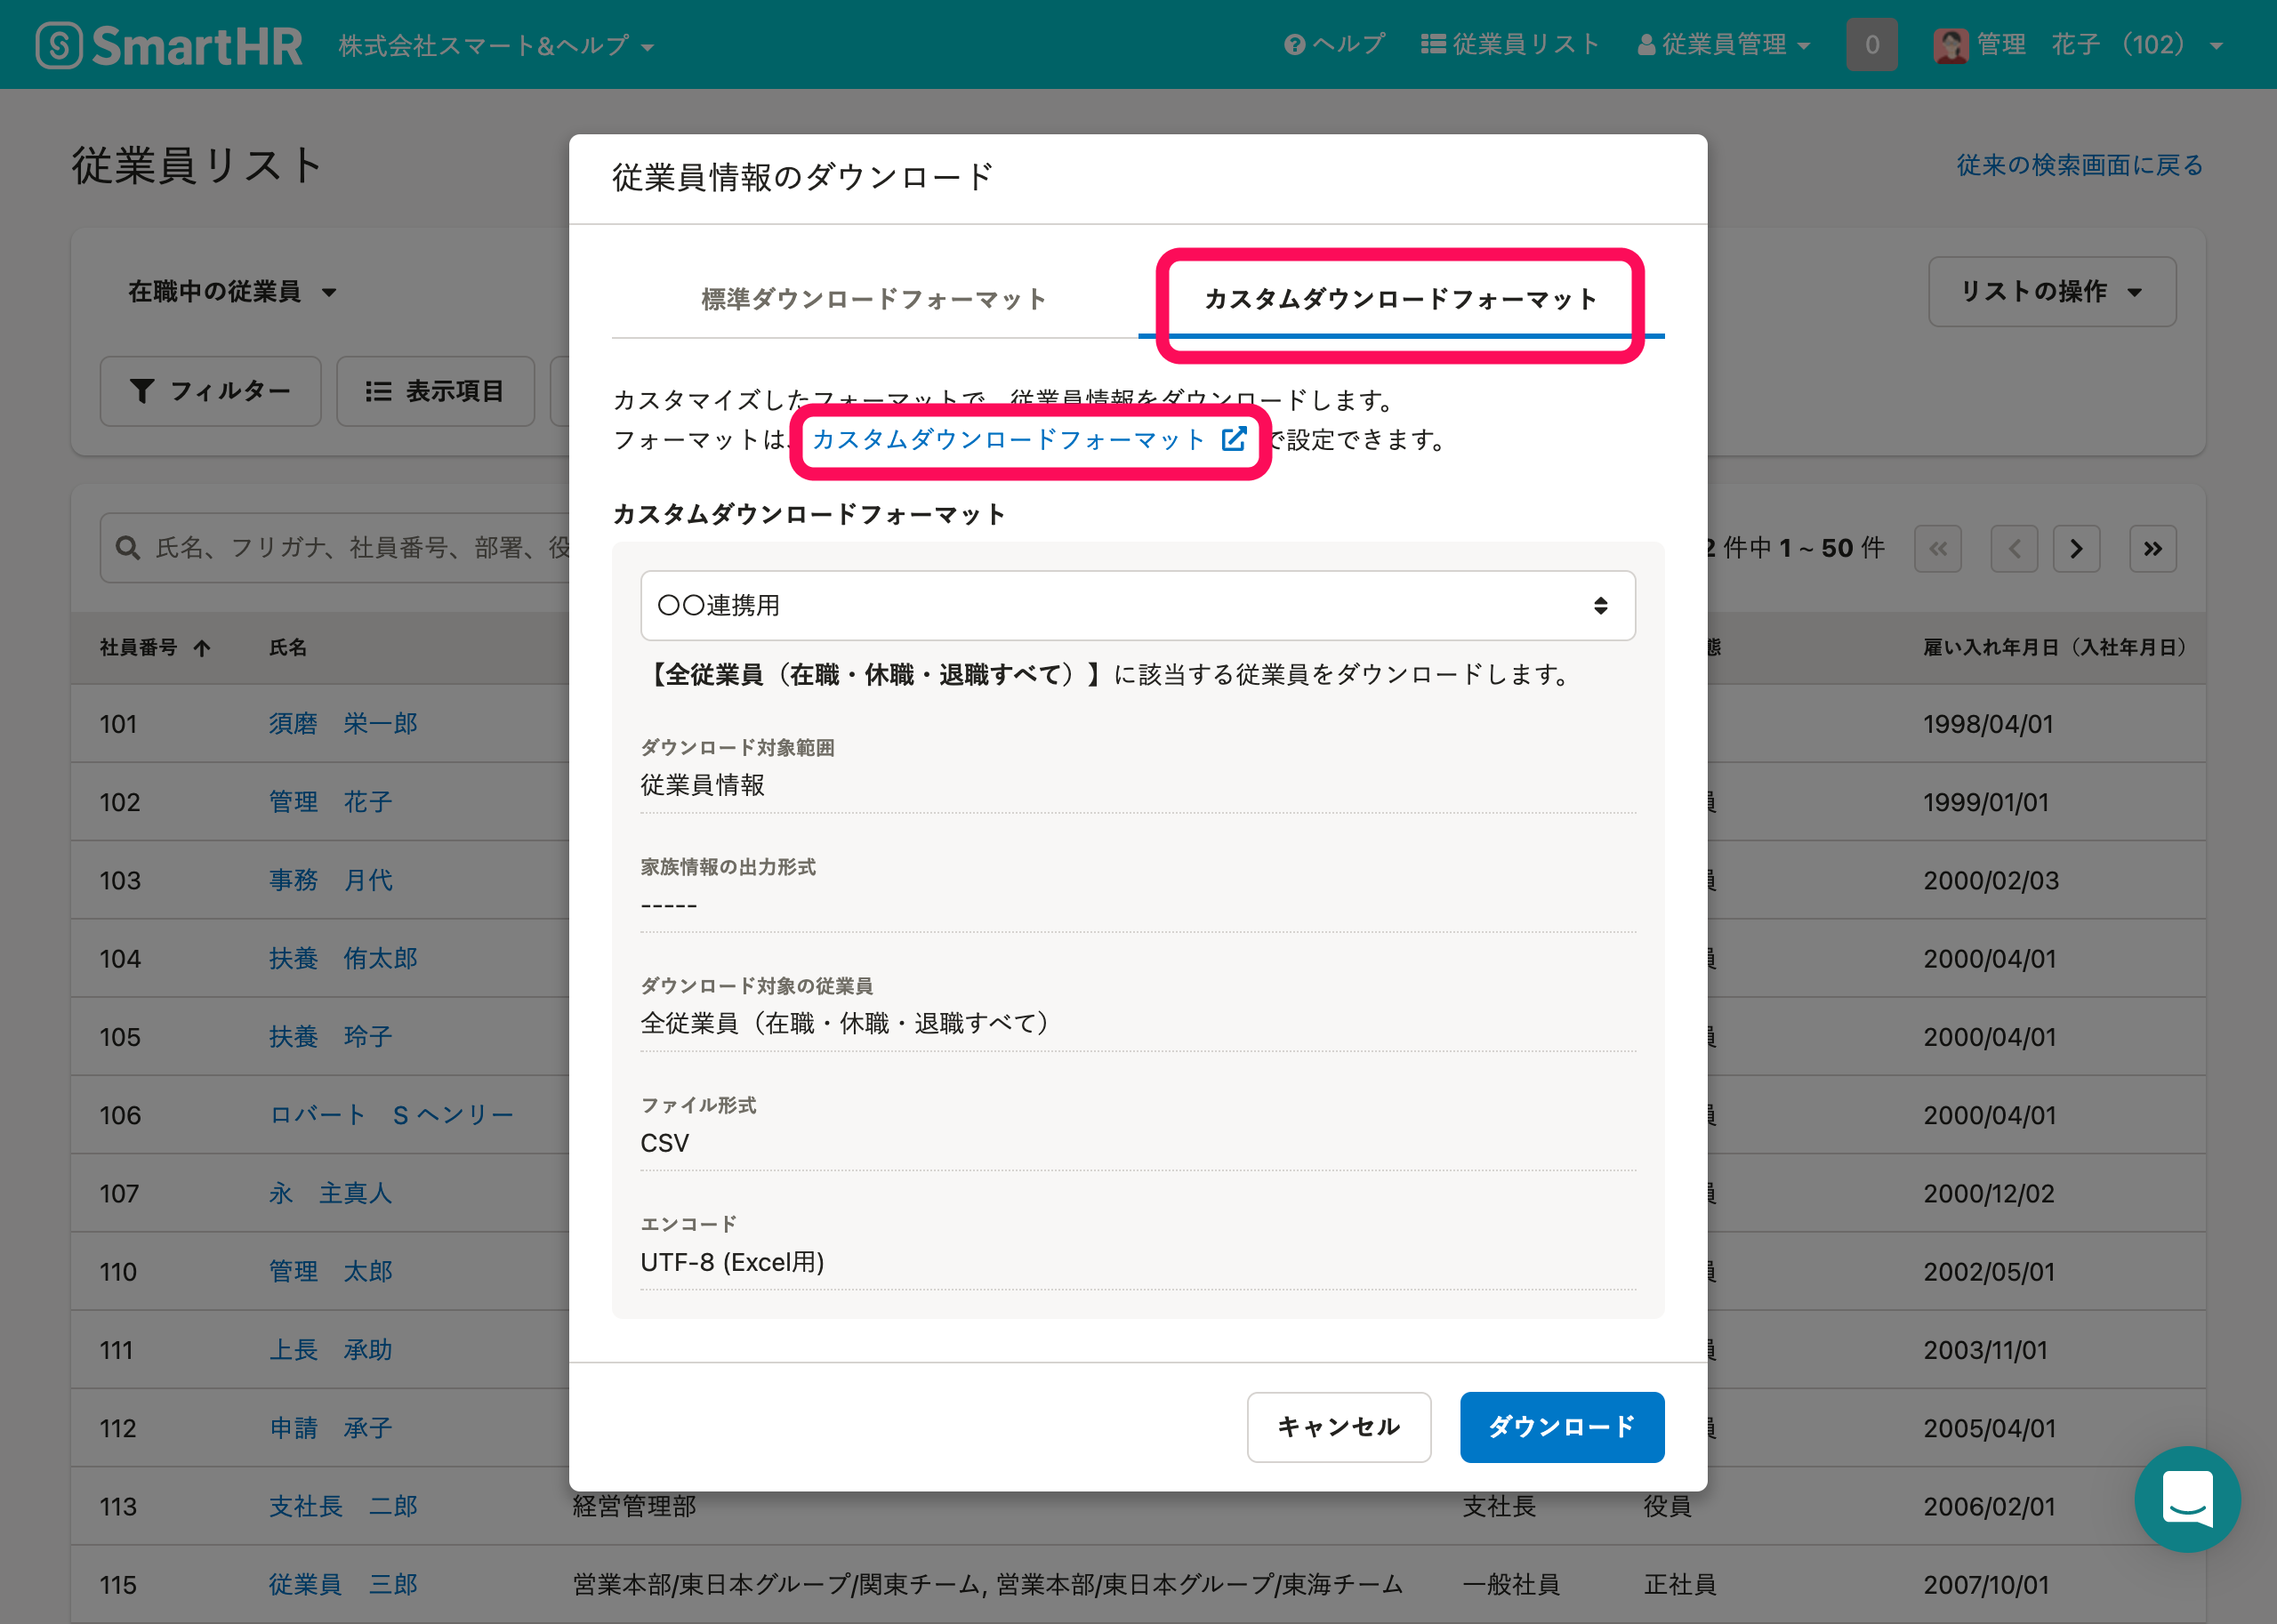 SmartHR 株式会社スマート&ヘルプ ヘルプ 従業員リスト 従業員管理 0 管理　花子 （102）
従業員リスト
従来の検索画面に戻る
在職中の従業員
リストの操作
フィルター 表示項目
氏名、フリガナ、社員番号、部署、役
件中 1 ~ 50 件
社員番号 氏名 雇い入れ年月日（入社年月日）
101 須磨　栄一郎 1998/04/01
102 管理　花子 1999/01/01
103 事務　月代 2000/02/03
104 扶養　侑太郎 2000/04/01
105 扶養　玲子 2000/04/01
106 ロバート　S ヘンリー 2000/04/01
107 永　主真人 2000/12/02
110 管理　太郎 2002/05/01
111 上長　承助 2003/11/01
112 申請　承子 2005/04/01
113 支社長　二郎 経営管理部 支社長 役員 2006/02/01
115 従業員　三郎 営業本部/東日本グループ/関東チーム, 営業本部/東日本グループ/東海チーム 一般社員 正社員 2007/10/01
従業員情報のダウンロード
標準ダウンロードフォーマット カスタムダウンロードフォーマット
カスタマイズしたフォーマットで、従業員情報をダウンロードします。
フォーマットは、カスタムダウンロードフォーマット で設定できます。
カスタムダウンロードフォーマット
〇〇連携用
【全従業員（在職・休職・退職すべて）】に該当する従業員をダウンロードします。
ダウンロード対象範囲
従業員情報
家族情報の出力形式
-----
ダウンロード対象の従業員
全従業員（在職・休職・退職すべて）
ファイル形式
CSV
エンコード
UTF-8 (Excel用)
キャンセル ダウンロード